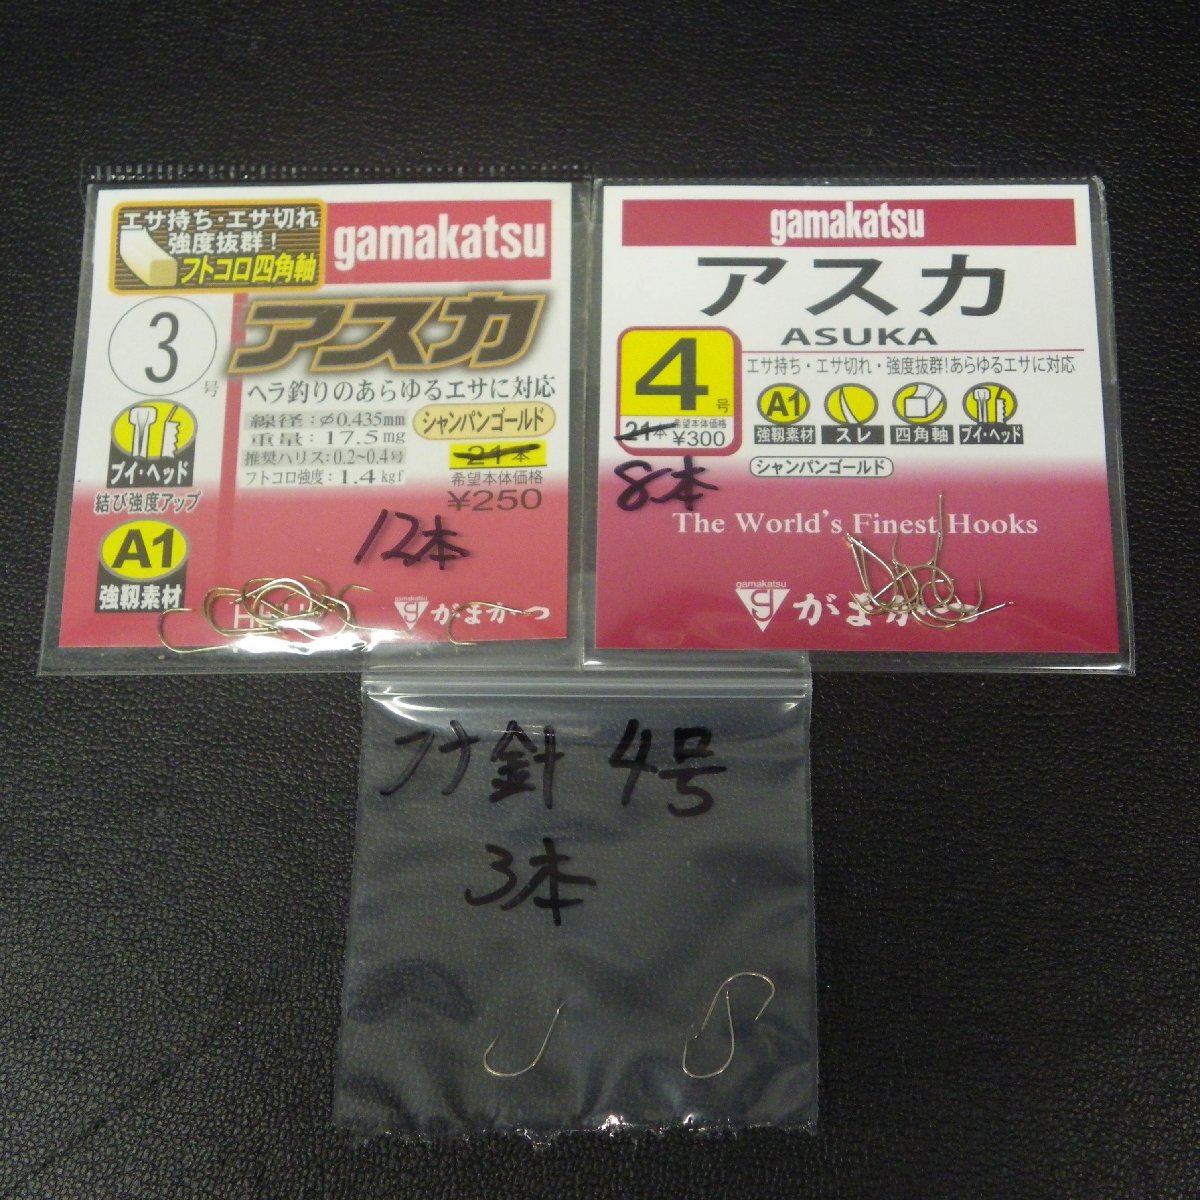 エサ持ち・エサ切れ
強度抜群!
フトコロ四角軸
gamakatsu
3号
アスカ
ヘラ釣りのあらゆるエサに対応
線径:φ0.435mm
重量:17.5mg
推奨ハリス:0.2~0.4号
フトコロ強度:1.4kgf
シャンパンゴールド
21本
希望本体価格
¥250
ブイ・ヘッド
結び強度アップ
A1
強靱素材
12本
gamakatsu
がまかつ
gamakatsu
アスカ
ASUKA
4号
21本
希望本体価格
¥300
エサ持ち・エサ切れ・強度抜群!あらゆるエサに対応
A1
強靱素材
スレ
四角軸
ブイ・ヘッド
シャンパンゴールド
8本
The World's Finest Hooks
gamakatsu
がまか
フナ針 4号
3本